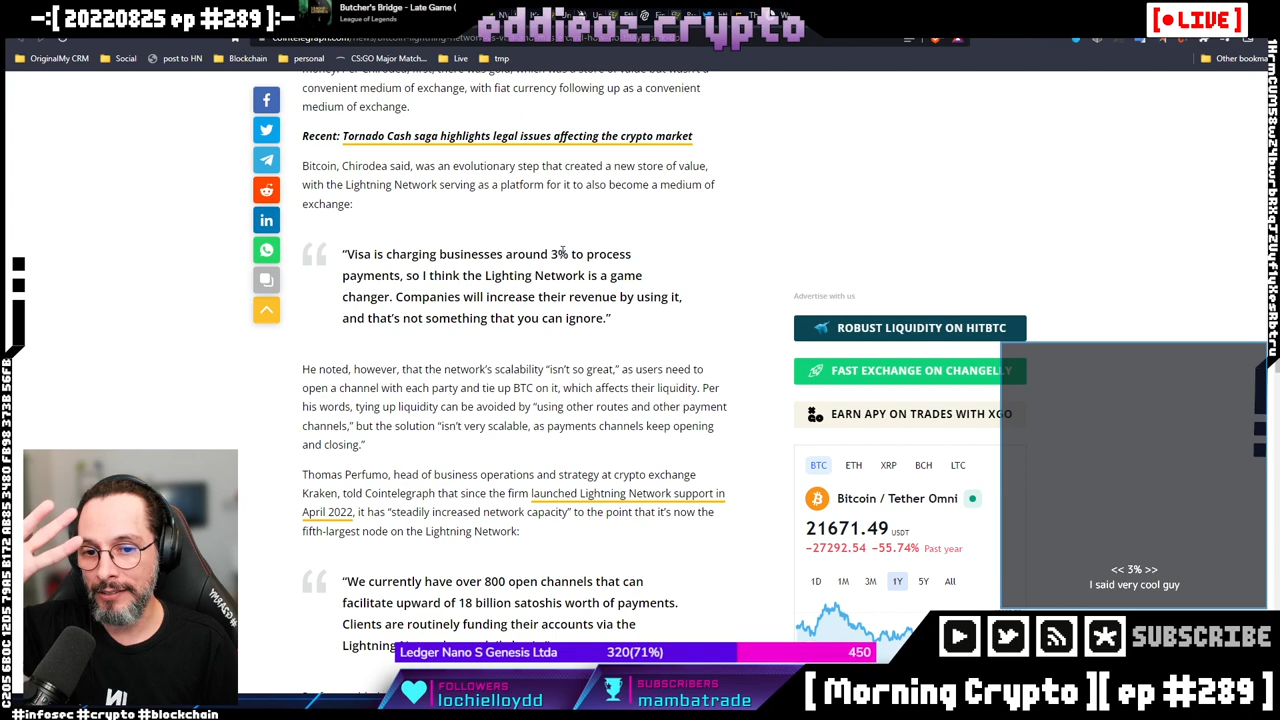 -:[ 20220825 ep #289 ]:-
Butcher's Bridge - Late Game (
League of Legends
eddieoz.crypto
[ LIVE ]
OriginalMy CRM
Social
post to HN
Blockchain
personal
CS:GO Major Match...
Live
tmp
Other bookma
convenient medium of exchange, with fiat currency following up as a convenient
medium of exchange.
Recent: Tornado Cash saga highlights legal issues affecting the crypto market
Bitcoin, Chirodea said, was an evolutionary step that created a new store of value,
with the Lightning Network serving as a platform for it to also become a medium of
exchange:
“Visa is charging businesses around 3% to process
payments, so I think the Lighting Network is a game
changer. Companies will increase their revenue by using it,
and that’s not something that you can ignore.”
He noted, however, that the network’s scalability “isn’t so great,” as users need to
open a channel with each party and tie up BTC on it, which affects their liquidity. Per
his words, tying up liquidity can be avoided by “using other routes and other payment
channels,” but the solution “isn’t very scalable, as payments channels keep opening
and closing.”
Thomas Perfumo, head of business operations and strategy at crypto exchange
Kraken, told Cointelegraph that since the firm launched Lightning Network support in
April 2022, it has “steadily increased network capacity” to the point that it’s now the
fifth-largest node on the Lightning Network:
“We currently have over 800 open channels that can
facilitate upward of 18 billion satoshis worth of payments.
Clients are routinely funding their accounts via the
Advertise with us
ROBUST LIQUIDITY ON HITBTC
FAST EXCHANGE ON CHANGELLY
EARN APY ON TRADES WITH XGO
BTC
ETH
XRP
BCH
LTC
Bitcoin / Tether Omni
21671.49 USDT
−27292.54 −55.74% Past year
1D
1M
3M
1Y
5Y
All
<< 3% >>
I said very cool guy
Ledger Nano S Genesis Ltda
320(71%)
450
FOLLOWERS
lochielloydd
SUBSCRIBERS
mambatrade
SUBSCRIBE
[ Morning Crypto ][ ep #289 ]
#infosec #crypto #blockchain